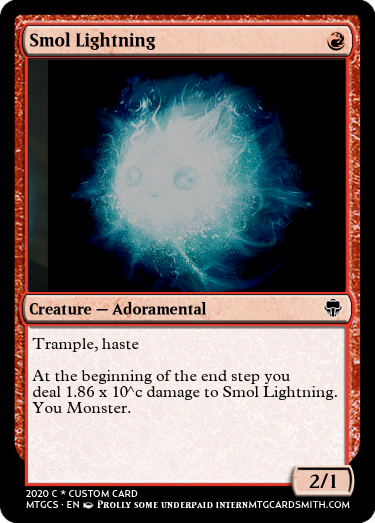 Smol Lightning
Creature — Adoramental
Trample, haste
At the beginning of the end step you
deal 1.86 x 10^c damage to Smol Lightning.
You Monster.
2/1
2020 C * CUSTOM CARD
MTGCS · EN PROLLY SOME UNDERPAID INTERNMTGCARDSMITH.COM